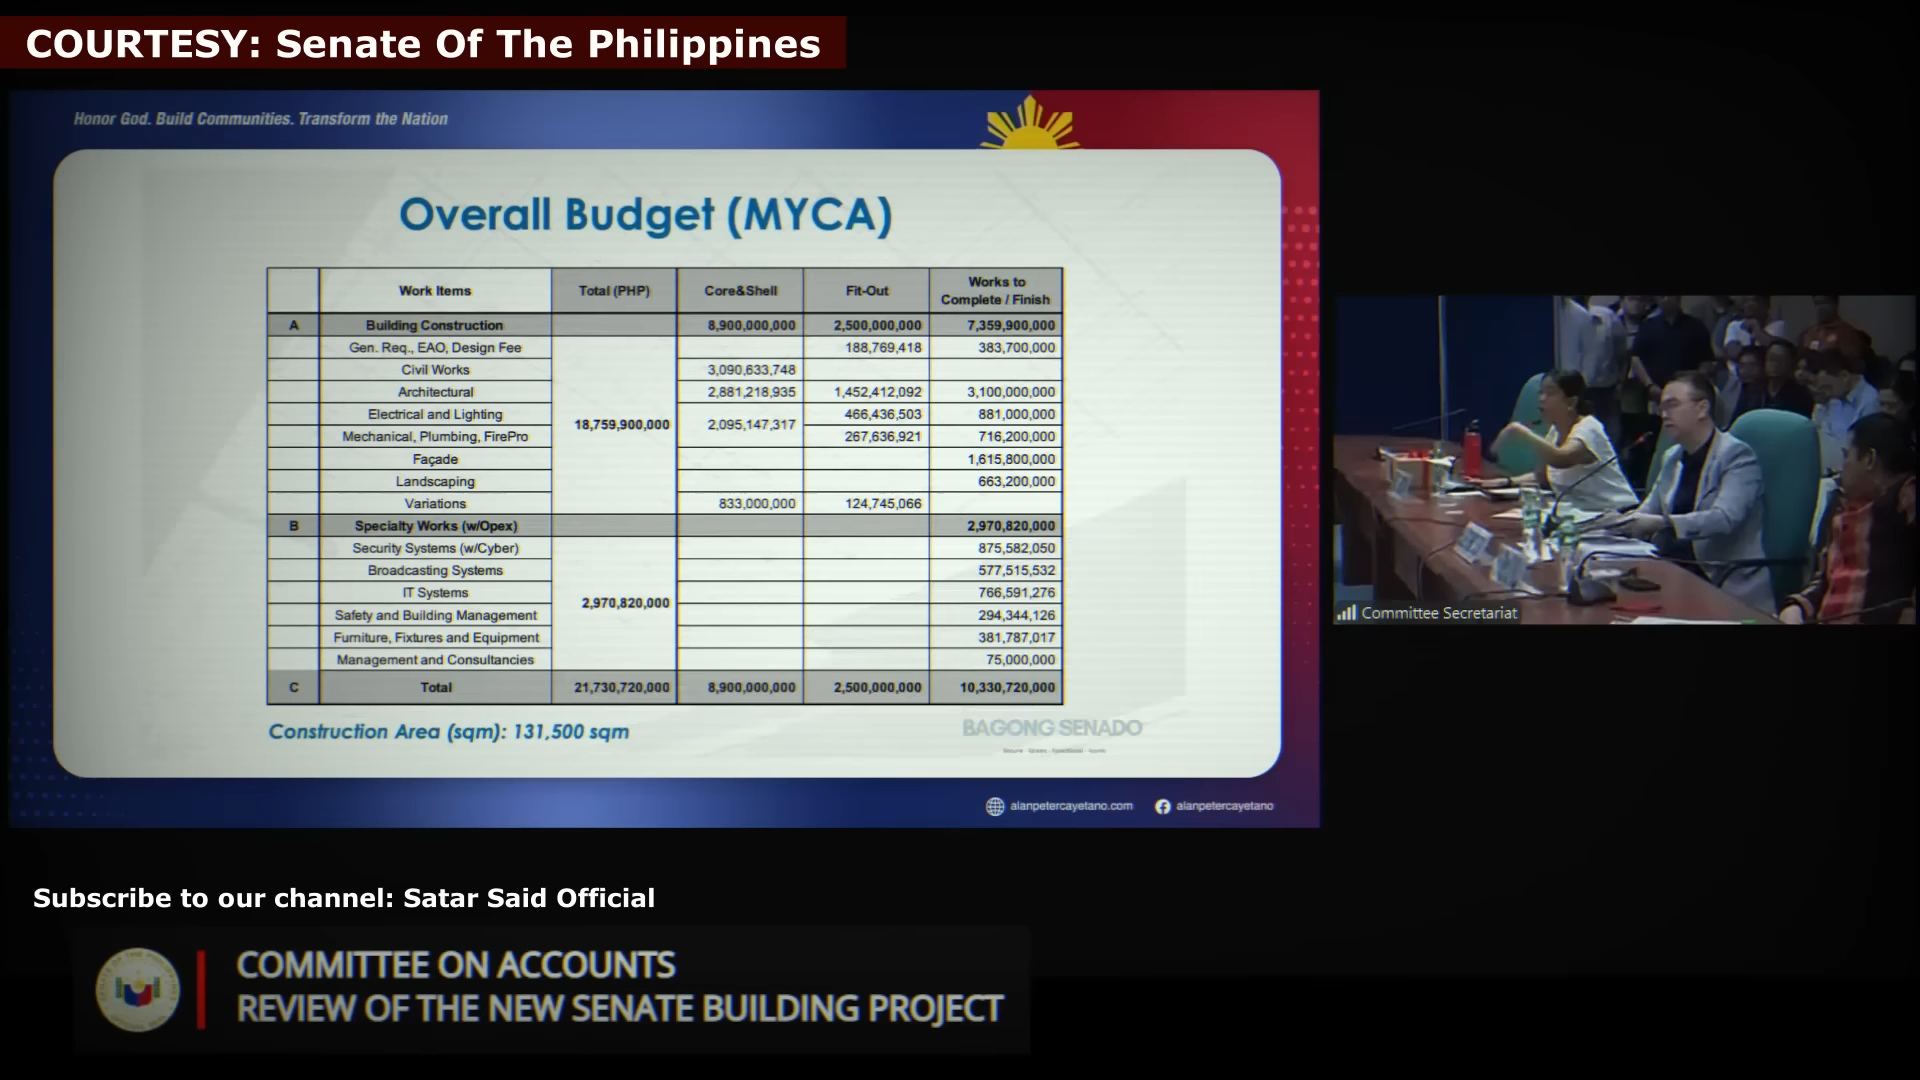 COURTESY: Senate Of The Philippines
Honor God. Build Communities. Transform the Nation
Overall Budget (MYCA)
Work Items Total (PHP) Core&Shell Fit-Out Works to Complete / Finish
A Building Construction 8,900,000,000 2,500,000,000 7,359,900,000
Gen. Req., EAO, Design Fee 188,769,418 383,700,000
Civil Works 3,090,633,748
Architectural 2,881,218,935 1,452,412,092 3,100,000,000
Electrical and Lighting 18,759,900,000 2,095,147,317 466,436,503 881,000,000
Mechanical, Plumbing, FirePro 267,636,921 716,200,000
Façade 1,615,800,000
Landscaping 663,200,000
Variations 833,000,000 124,745,066
B Specialty Works (w/Opex) 2,970,820,000
Security Systems (w/Cyber) 875,582,050
Broadcasting Systems 577,515,532
IT Systems 2,970,820,000 766,591,276
Safety and Building Management 294,344,126
Furniture, Fixtures and Equipment 381,787,017
Management and Consultancies 75,000,000
C Total 21,730,720,000 8,900,000,000 2,500,000,000 10,330,720,000
Construction Area (sqm): 131,500 sqm
BAGONG SENADO
alanpetercayetano.com alanpetercayetano
Committee Secretariat
Subscribe to our channel: Satar Said Official
COMMITTEE ON ACCOUNTS
REVIEW OF THE NEW SENATE BUILDING PROJECT